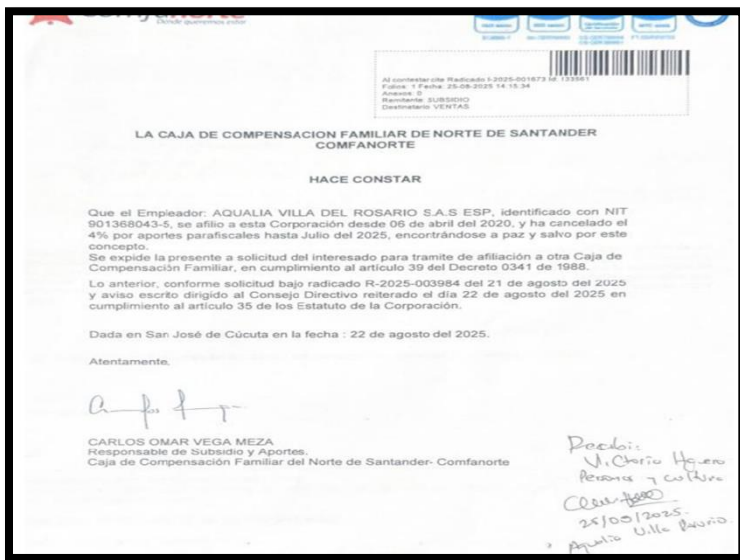 comfanorte
Donde queremos estar
Al contestar cite Radicado I-2025-001673 Id: 133561
Folios: 1 Fecha: 25-08-2025 14:15:34
Anexos: 0
Remitente: SUBSIDIO
Destinatario: VENTAS
LA CAJA DE COMPENSACION FAMILIAR DE NORTE DE SANTANDER
COMFANORTE
HACE CONSTAR
Que el Empleador: AQUALIA VILLA DEL ROSARIO S.A.S ESP, identificado con NIT
901368043-5, se afilio a esta Corporación desde 06 de abril del 2020, y ha cancelado el
4% por aportes parafiscales hasta Julio del 2025, encontrándose a paz y salvo por este
concepto.
Se expide la presente a solicitud del interesado para tramite de afiliación a otra Caja de
Compensación Familiar, en cumplimiento al artículo 39 del Decreto 0341 de 1988.
Lo anterior, conforme solicitud bajo radicado R-2025-003984 del 21 de agosto del 2025
y aviso escrito dirigido al Consejo Directivo reiterado el día 22 de agosto del 2025 en
cumplimiento al artículo 35 de los Estatuto de la Corporación.
Dada en San José de Cúcuta en la fecha : 22 de agosto del 2025.
Atentamente,
CARLOS OMAR VEGA MEZA
Responsable de Subsidio y Aportes.
Caja de Compensación Familiar del Norte de Santander- Comfanorte
Recibi:
Victoria
Persona y Cultura
Aqualia Villa Rosario.